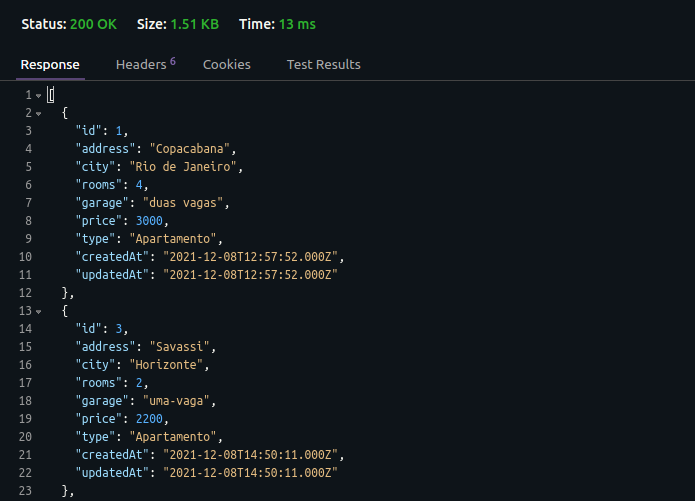 Status: 200 OK Size: 1.51 KB Time: 13 ms
Response Headers 6 Cookies Test Results
1 [
2 {
3 "id": 1,
4 "address": "Copacabana",
5 "city": "Rio de Janeiro",
6 "rooms": 4,
7 "garage": "duas vagas",
8 "price": 3000,
9 "type": "Apartamento",
10 "createdAt": "2021-12-08T12:57:52.000Z",
11 "updatedAt": "2021-12-08T12:57:52.000Z"
12 },
13 {
14 "id": 3,
15 "address": "Savassi",
16 "city": "Horizonte",
17 "rooms": 2,
18 "garage": "uma-vaga",
19 "price": 2200,
20 "type": "Apartamento",
21 "createdAt": "2021-12-08T14:50:11.000Z",
22 "updatedAt": "2021-12-08T14:50:11.000Z"
23 },